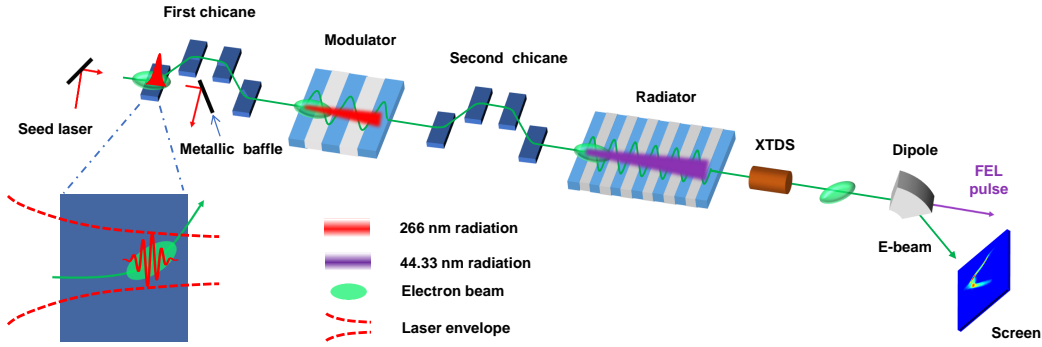 First chicane
Modulator
Second chicane
Radiator
XTDS
Dipole
Seed laser
Metallic baffle
FEL
pulse
E-beam
266 nm radiation
44.33 nm radiation
Electron beam
Laser envelope
Screen